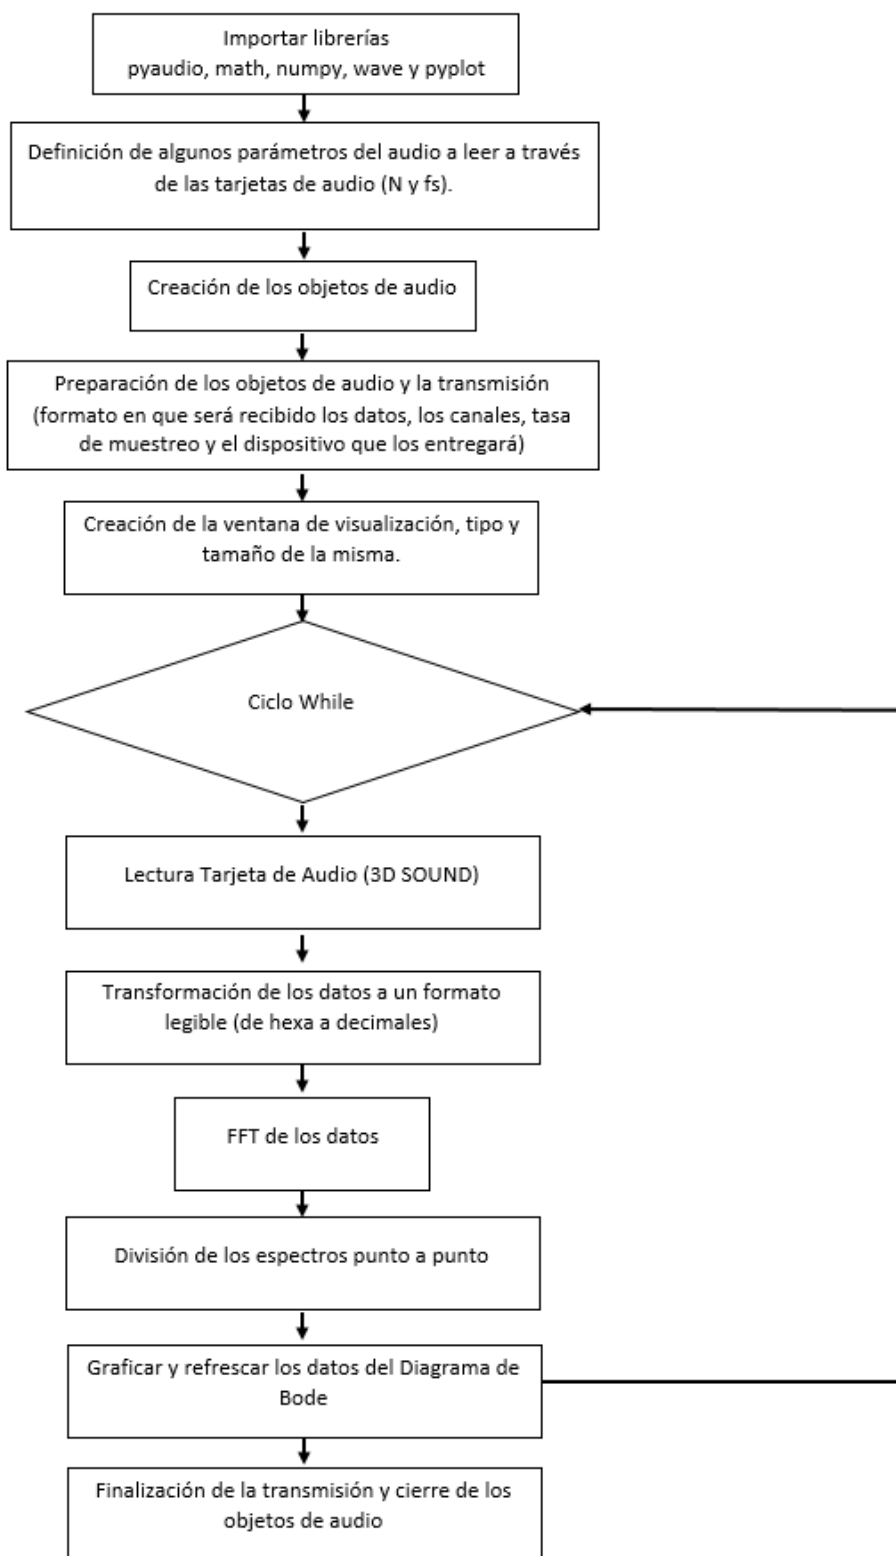 Importar librerías
pyaudio, math, numpy, wave y pyplot
Definición de algunos parámetros del audio a leer a través
de las tarjetas de audio (N y fs).
Creación de los objetos de audio
Preparación de los objetos de audio y la transmisión
(formato en que será recibido los datos, los canales, tasa
de muestreo y el dispositivo que los entregará)
Creación de la ventana de visualización, tipo y
tamaño de la misma.
Ciclo While
Lectura Tarjeta de Audio (3D SOUND)
Transformación de los datos a un formato
legible (de hexa a decimales)
FFT de los datos
División de los espectros punto a punto
Graficar y refrescar los datos del Diagrama de
Bode
Finalización de la transmisión y cierre de los
objetos de audio